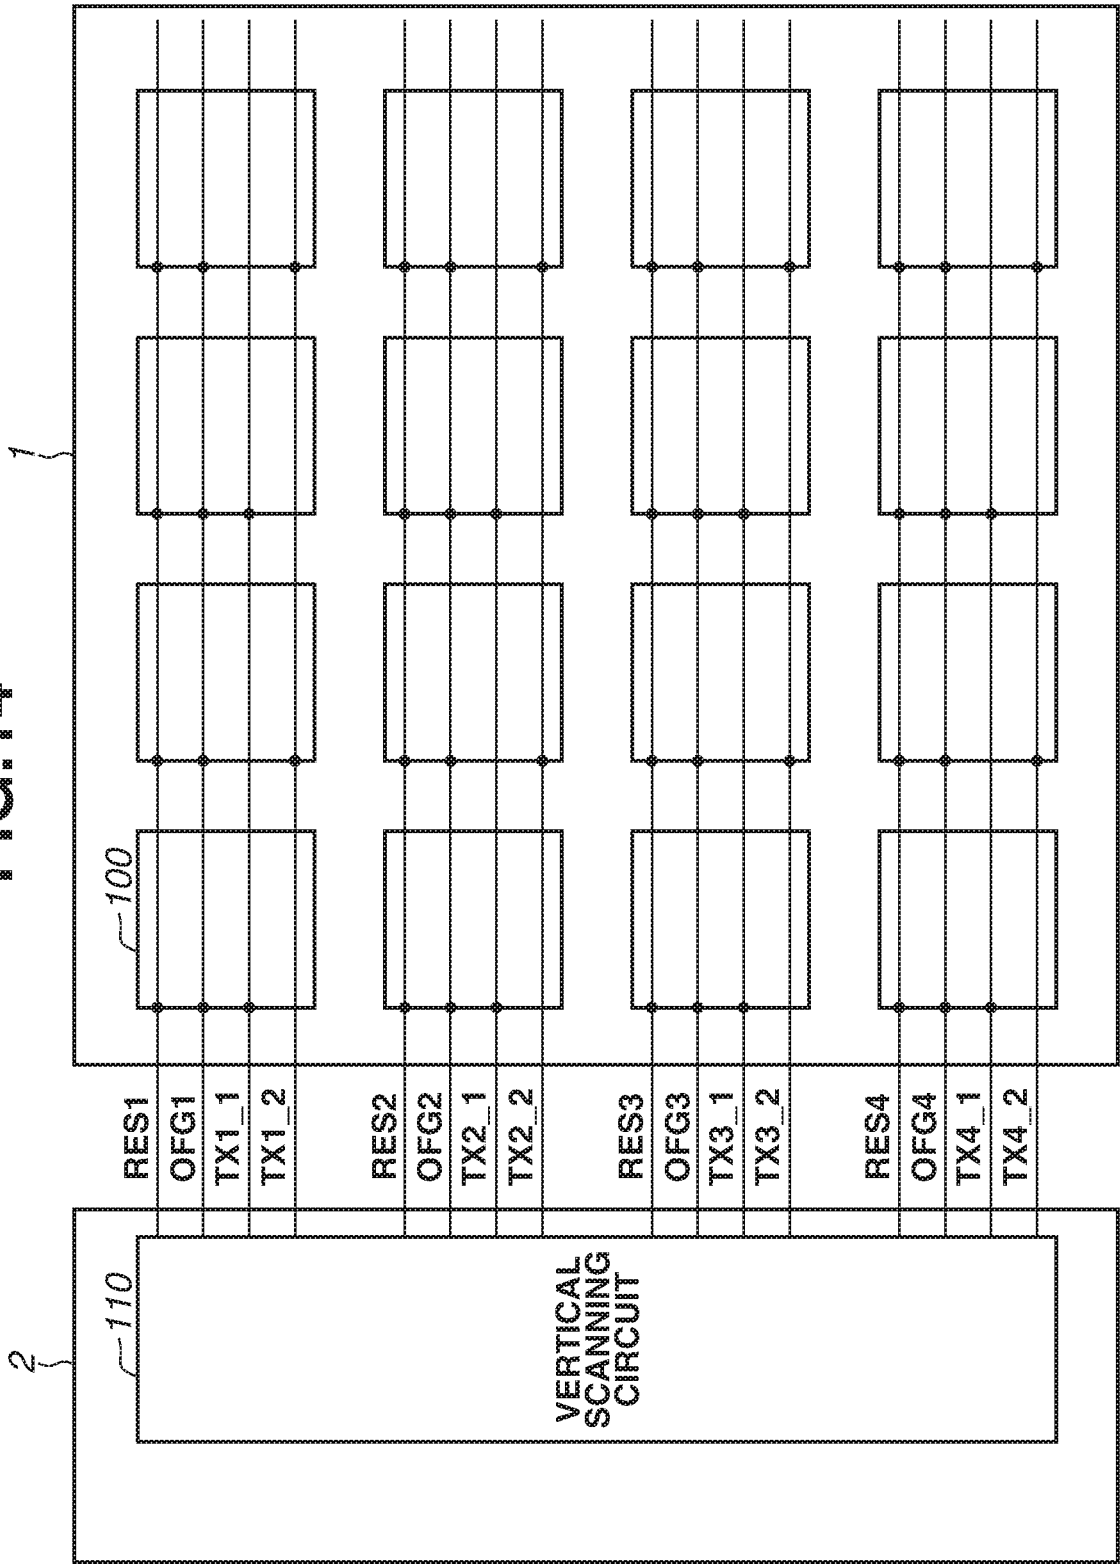 2
1
110
100
RES1
OFG1
TX1_1
TX1_2
RES2
OFG2
TX2_1
TX2_2
VERTICAL
SCANNING
CIRCUIT
RES3
OFG3
TX3_1
TX3_2
RES4
OFG4
TX4_1
TX4_2